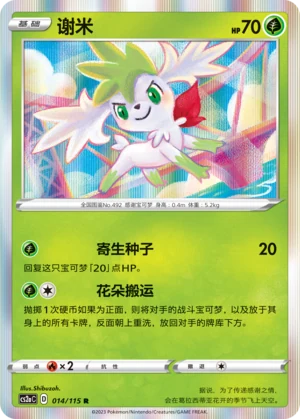 基础 谢米 HP70
全国图鉴No.492 感谢宝可梦 身高：0.4m 体重：5.2kg
寄生种子 20
回复这只宝可梦「20」点HP。
花朵搬运
抛掷1次硬币如果为正面，则将对手的战斗宝可梦，以及放于其
身上的所有卡牌，反面朝上重洗，放回对手的牌库下方。
弱点 ×2 抗性 撤退
Illus.Shibuzoh.
CS3aC D 014/115 R
为了传达感谢之情，
会在葛拉西蒂亚花开的季节飞上天空。
©2023 Pokémon/Nintendo/Creatures/GAME FREAK.